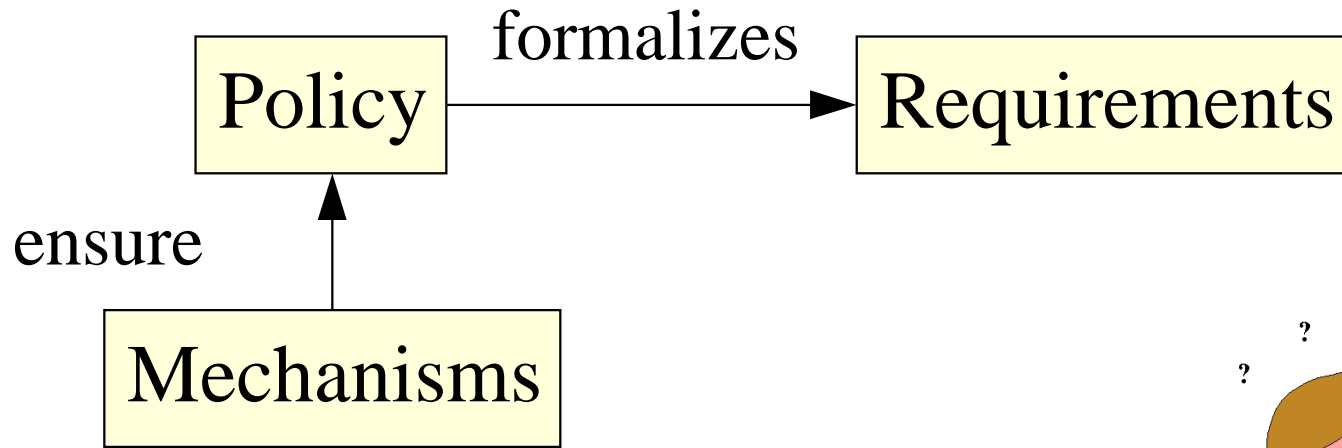 formalizes
Policy
Requirements
ensure
Mechanisms
?
?